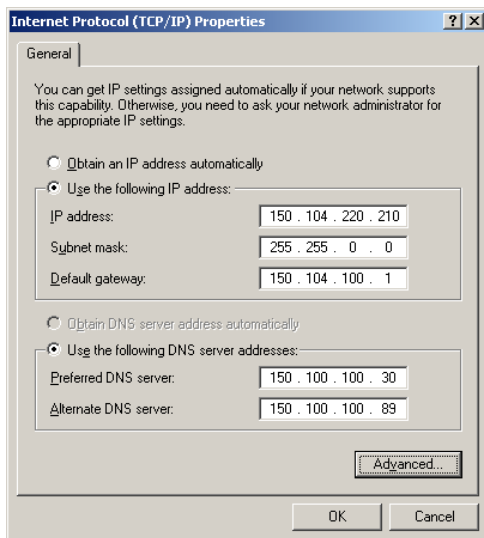 Internet Protocol (TCP/IP) Properties
General
You can get IP settings assigned automatically if your network supports
this capability. Otherwise, you need to ask your network administrator for
the appropriate IP settings.
Obtain an IP address automatically
Use the following IP address:
IP address: 150 . 104 . 220 . 210
Subnet mask: 255 . 255 . 0 . 0
Default gateway: 150 . 104 . 100 . 1
Obtain DNS server address automatically
Use the following DNS server addresses:
Preferred DNS server: 150 . 100 . 100 . 30
Alternate DNS server: 150 . 100 . 100 . 89
Advanced...
OK Cancel